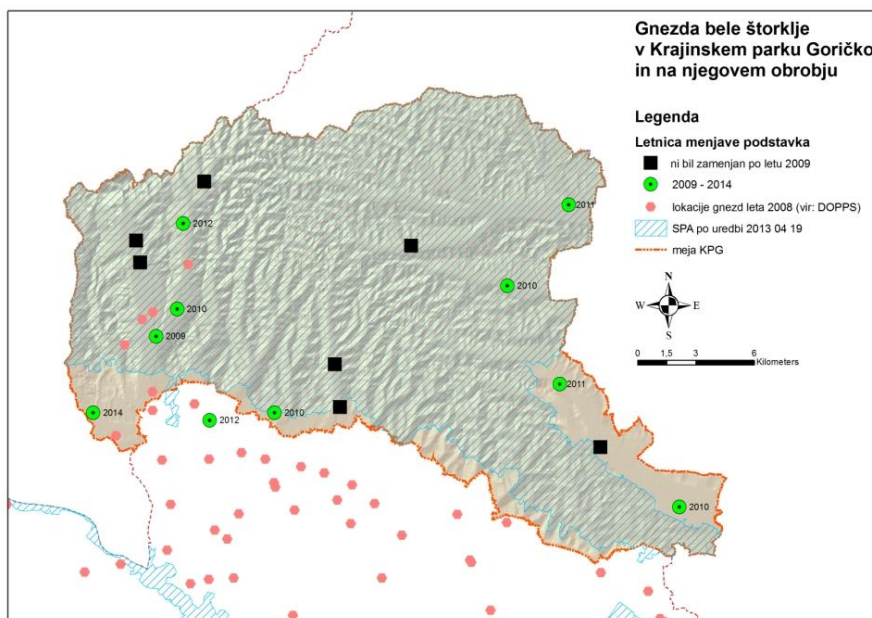 Gnezda bele štorklje
v Krajinskem parku Goričko
in na njegovem obrobju
Legenda
Letnica menjave podstavka
ni bil zamenjan po letu 2009
2009 - 2014
lokacije gnezd leta 2008 (vir: DOPPS)
SPA po uredbi 2013 04 19
meja KPG
N
W E
S
0 1,5 3 6
Kilometers
2011
2012
2010
2010
2009
2011
2014
2012
2010
2010